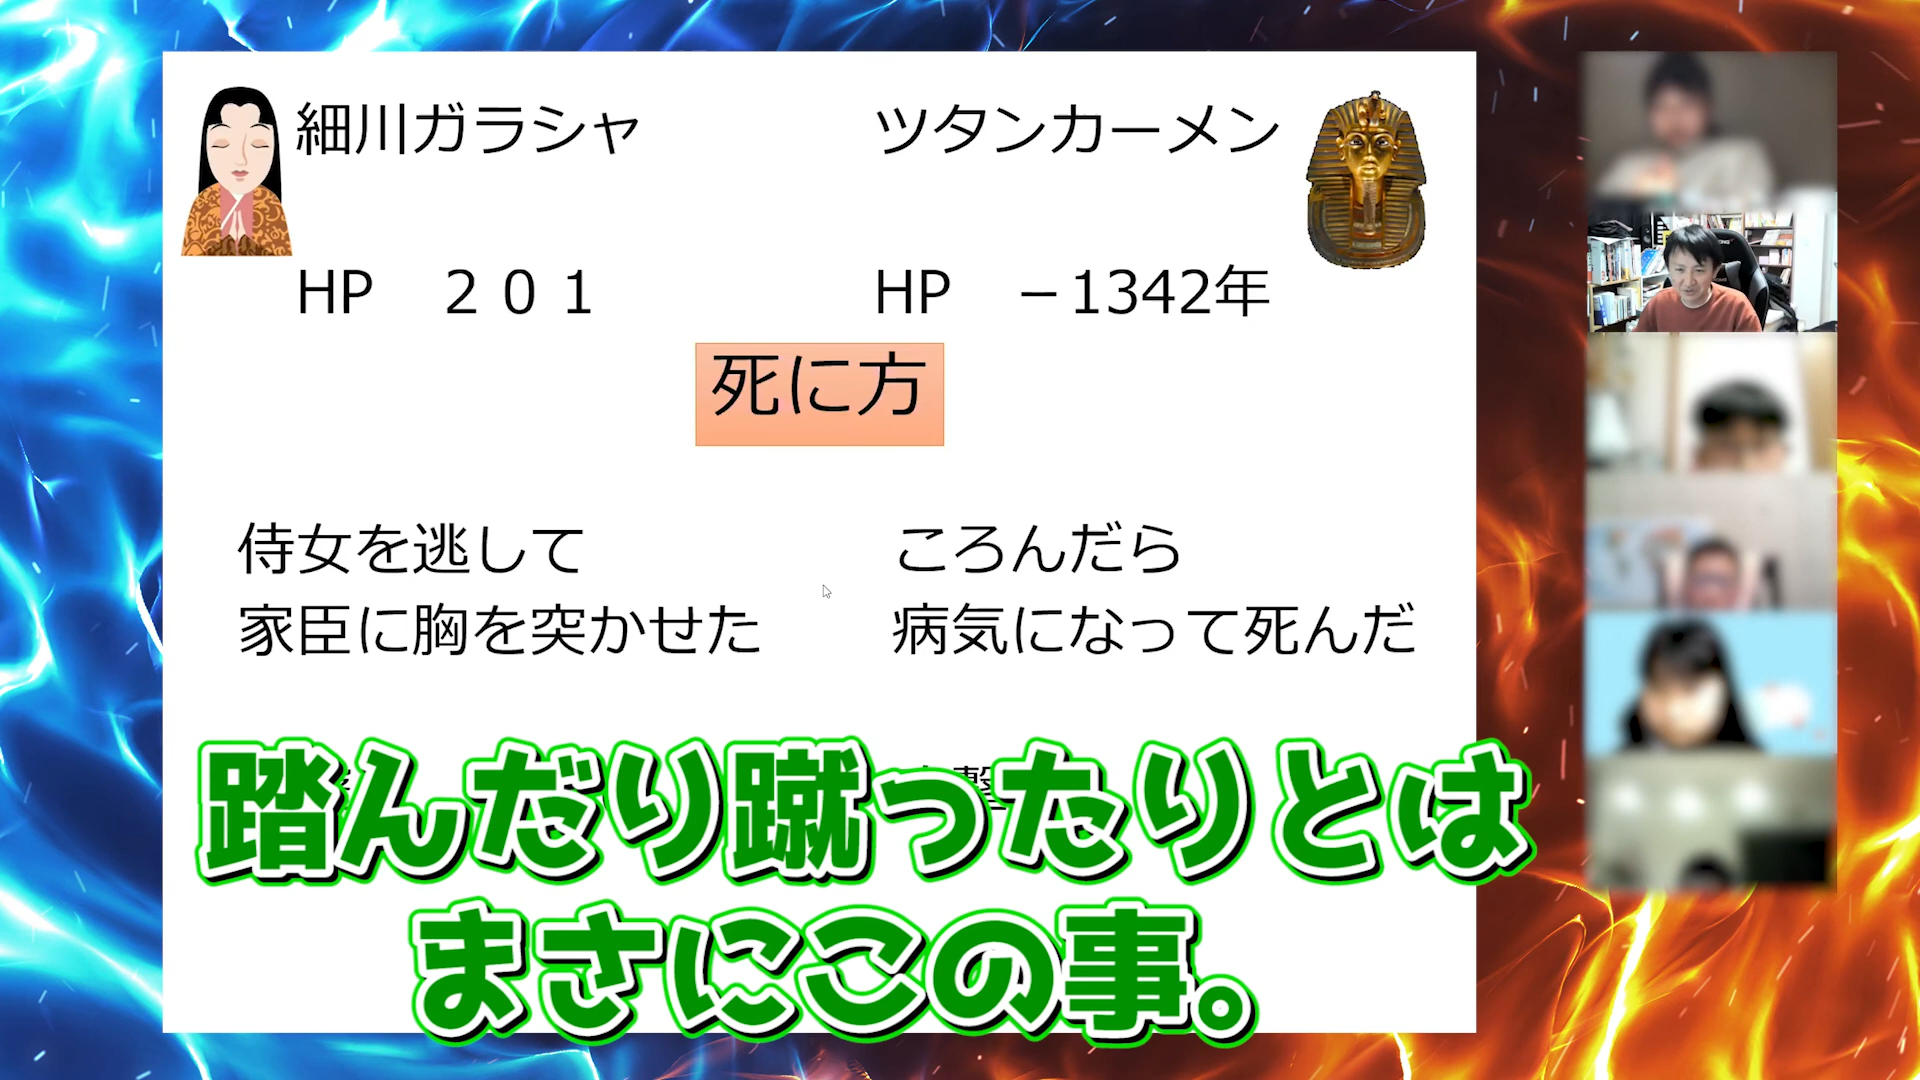 細川ガラシャ
ツタンカーメン
HP ２０１
HP －1342年
死に方
侍女を逃して
家臣に胸を突かせた
ころんだら
病気になって死んだ
踏んだり蹴ったりとは
まさにこの事。